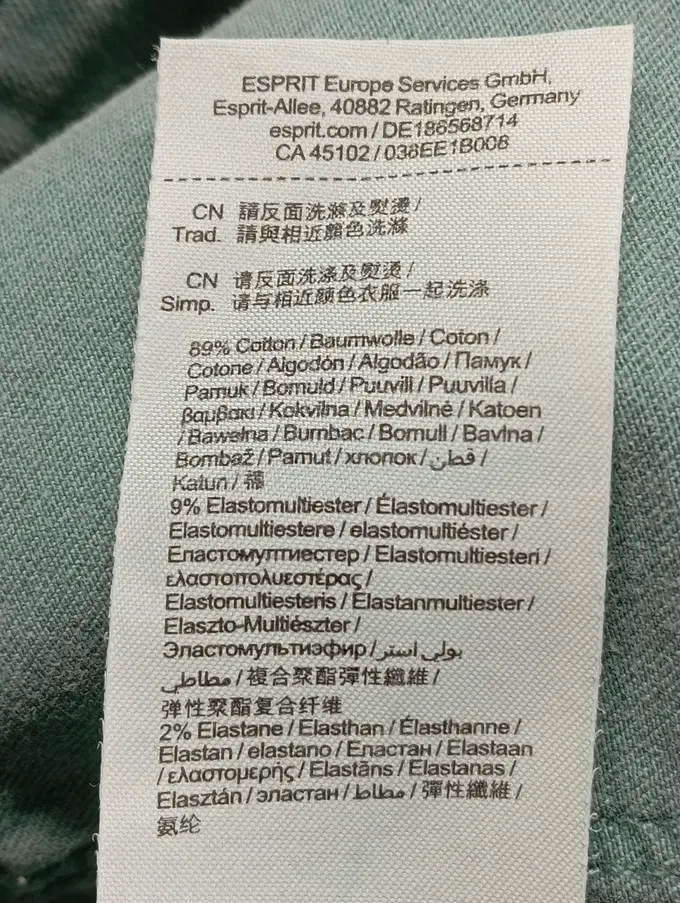 ESPRIT Europe Services GmbH,
Esprit-Allee, 40882 Ratingen, Germany
esprit.com / DE186568714
CA 45102 / 038EE1B008
CN 請反面洗滌及熨燙 /
Trad. 請與相近顏色洗滌
CN 请反面洗涤及熨烫 /
Simp. 请与相近颜色衣服一起洗涤
89% Cotton / Baumwolle / Coton /
Cotone / Algodón / Algodão / Памук /
Pamuk / Bomuld / Puuvill / Puuvilla /
βαμβακι / Kokvilna / Medvilnė / Katoen
/ Bawełna / Bumbac / Bomull / Bavlna /
Bombaž / Pamut / хлопок / قطن /
Katun / 棉
9% Elastomultiester / Élastomultiester /
Elastomultiestere / elastomultiéster /
Еластомултиестер / Elastomultiesteri /
ελαστοπολυεστέρας /
Elastomultiesteris / Elastanmultiester /
Elaszto-Multiészter /
Эластомультиэфир / بولي استر
مطاطي / 複合聚酯彈性纖維 /
弹性聚酯复合纤维
2% Elastane / Elasthan / Élasthanne /
Elastan / elastano / Еластан / Elastaan
/ ελαστομερής / Elastāns / Elastanas /
Elasztán / эластан / مطاط / 彈性纖維 /
氨纶